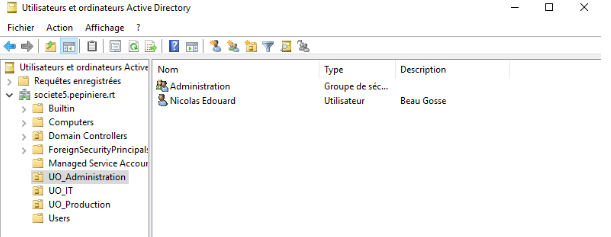 Utilisateurs et ordinateurs Active Directory
Fichier Action Affichage ?
Utilisateurs et ordinateurs Active
Requêtes enregistrées
societe5.pepiniere.rt
Builtin
Computers
Domain Controllers
ForeignSecurityPrincipals
Managed Service Accour
UO_Administration
UO_IT
UO_Production
Users
Nom Type Description
Administration Groupe de séc...
Nicolas Edouard Utilisateur Beau Gosse